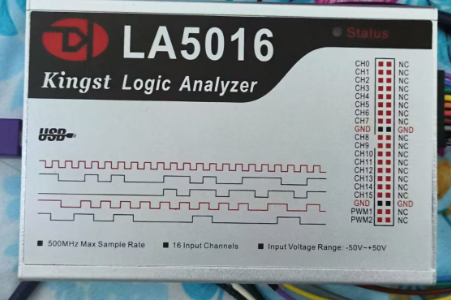 LA5016
Status
Kingst Logic Analyzer
USB
CH0 NC
CH1 NC
CH2 NC
CH3 NC
CH4 NC
CH5 NC
CH6 NC
CH7 NC
GND GND
CH8 NC
CH9 NC
CH10 NC
CH11 NC
CH12 NC
CH13 NC
CH14 NC
CH15 NC
GND GND
PWM1 NC
PWM2 NC
500MHz Max Sample Rate
16 Input Channels
Input Voltage Range: -50V~+50V